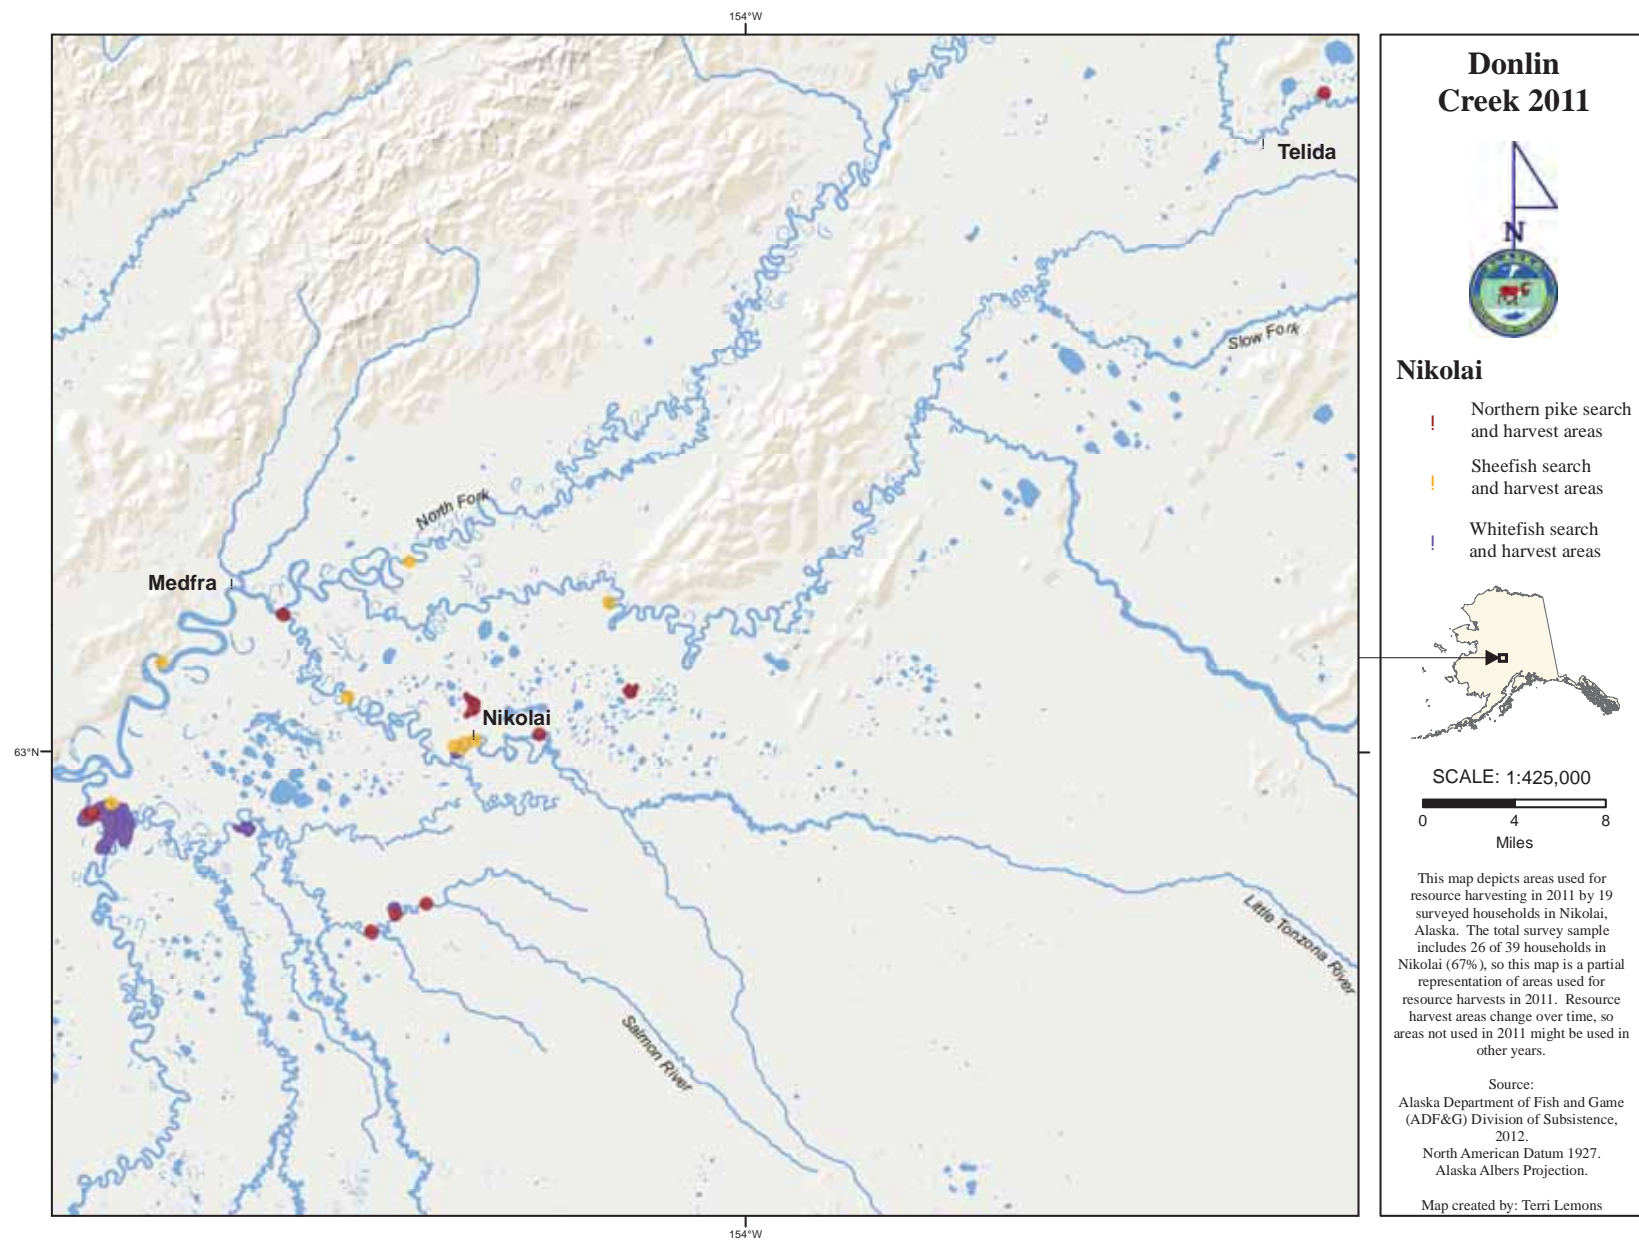 154°W
Telida
Slow Fork
North Fork
Medfra
Nikolai
63°N
Little Tonzona River
Salmon River
154°W
Donlin
Creek 2011
N
Nikolai
! Northern pike search
and harvest areas
! Sheefish search
and harvest areas
! Whitefish search
and harvest areas
SCALE: 1:425,000
0 4 8
Miles
This map depicts areas used for
resource harvesting in 2011 by 19
surveyed households in Nikolai,
Alaska. The total survey sample
includes 26 of 39 households in
Nikolai (67%), so this map is a partial
representation of areas used for
resource harvests in 2011. Resource
harvest areas change over time, so
areas not used in 2011 might be used in
other years.
Source:
Alaska Department of Fish and Game
(ADF&G) Division of Subsistence,
2012.
North American Datum 1927.
Alaska Albers Projection.
Map created by: Terri Lemons